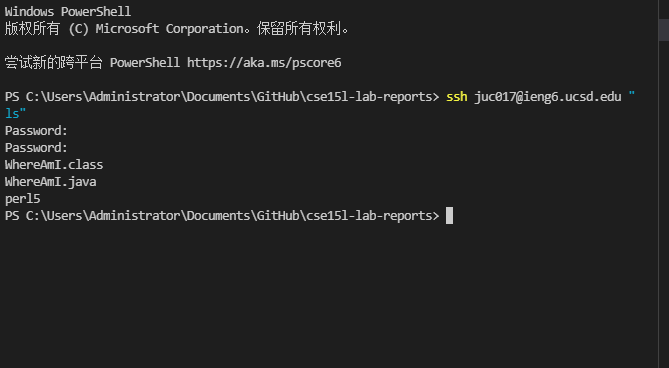 Windows PowerShell
版权所有 (C) Microsoft Corporation。保留所有权利。
尝试新的跨平台 PowerShell https://aka.ms/pscore6
PS C:\Users\Administrator\Documents\GitHub\cse15l-lab-reports> ssh juc017@ieng6.ucsd.edu "
ls"
Password:
Password:
WhereAmI.class
WhereAmI.java
perl5
PS C:\Users\Administrator\Documents\GitHub\cse15l-lab-reports>